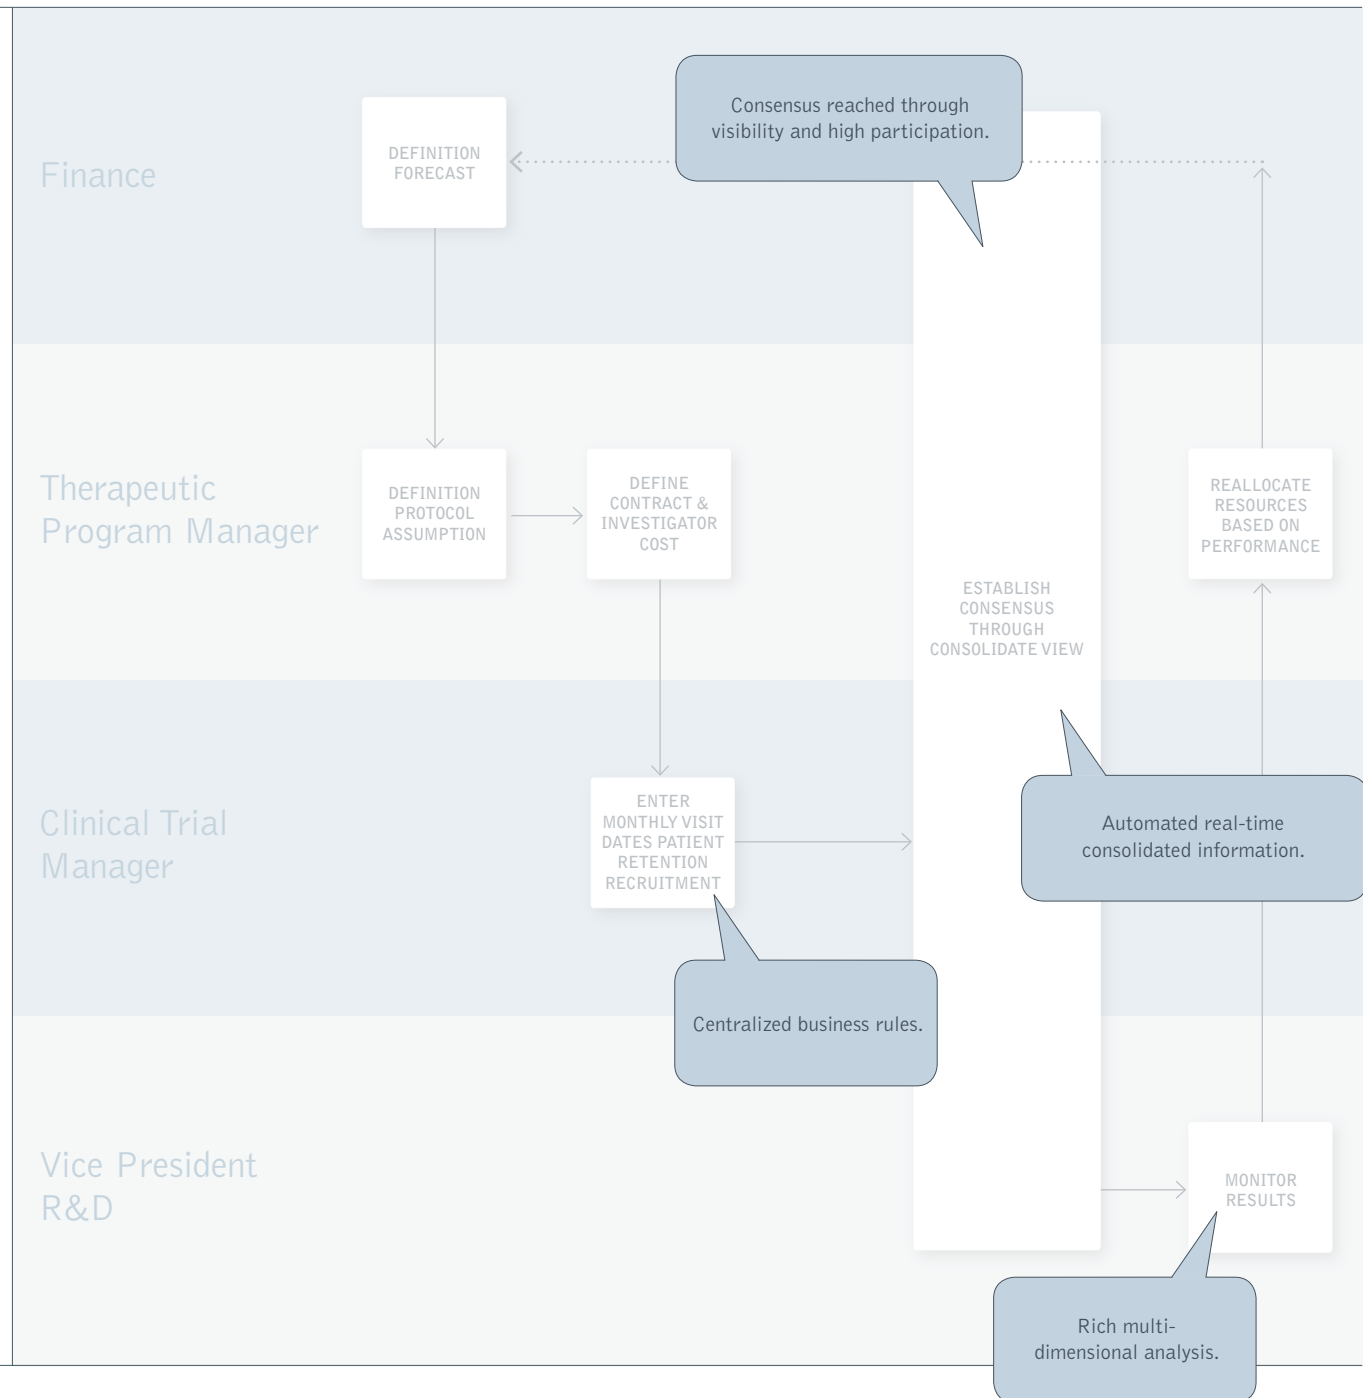 Consensus reached through
visibility and high participation.
Finance
DEFINITION
FORECAST
Therapeutic
Program Manager
DEFINITION
PROTOCOL
ASSUMPTION
DEFINE
CONTRACT &
INVESTIGATOR
COST
REALLOCATE
RESOURCES
BASED ON
PERFORMANCE
ESTABLISH
CONSENSUS
THROUGH
CONSOLIDATE VIEW
Clinical Trial
Manager
ENTER
MONTHLY VISIT
DATES PATIENT
RETENTION
RECRUITMENT
Automated real-time
consolidated information.
Centralized business rules.
Vice President
R&D
MONITOR
RESULTS
Rich multi-
dimensional analysis.